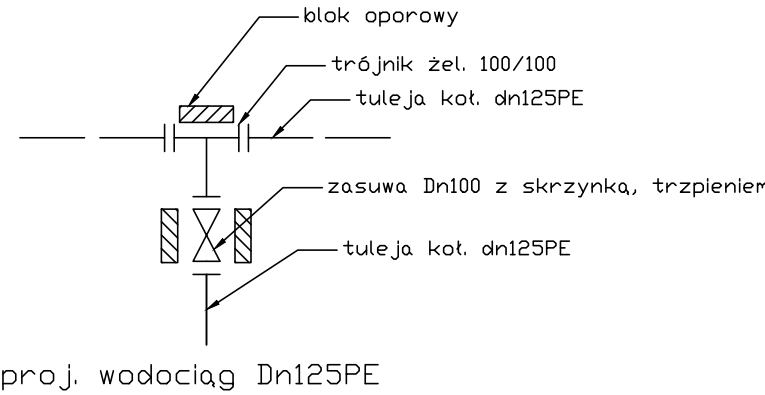 blok oporowy
trójnik żel. 100/100
tuleja koł. dn125PE
zasuwa Dn100 z skrzynką, trzpieniem
tuleja koł. dn125PE
proj. wodociąg Dn125PE